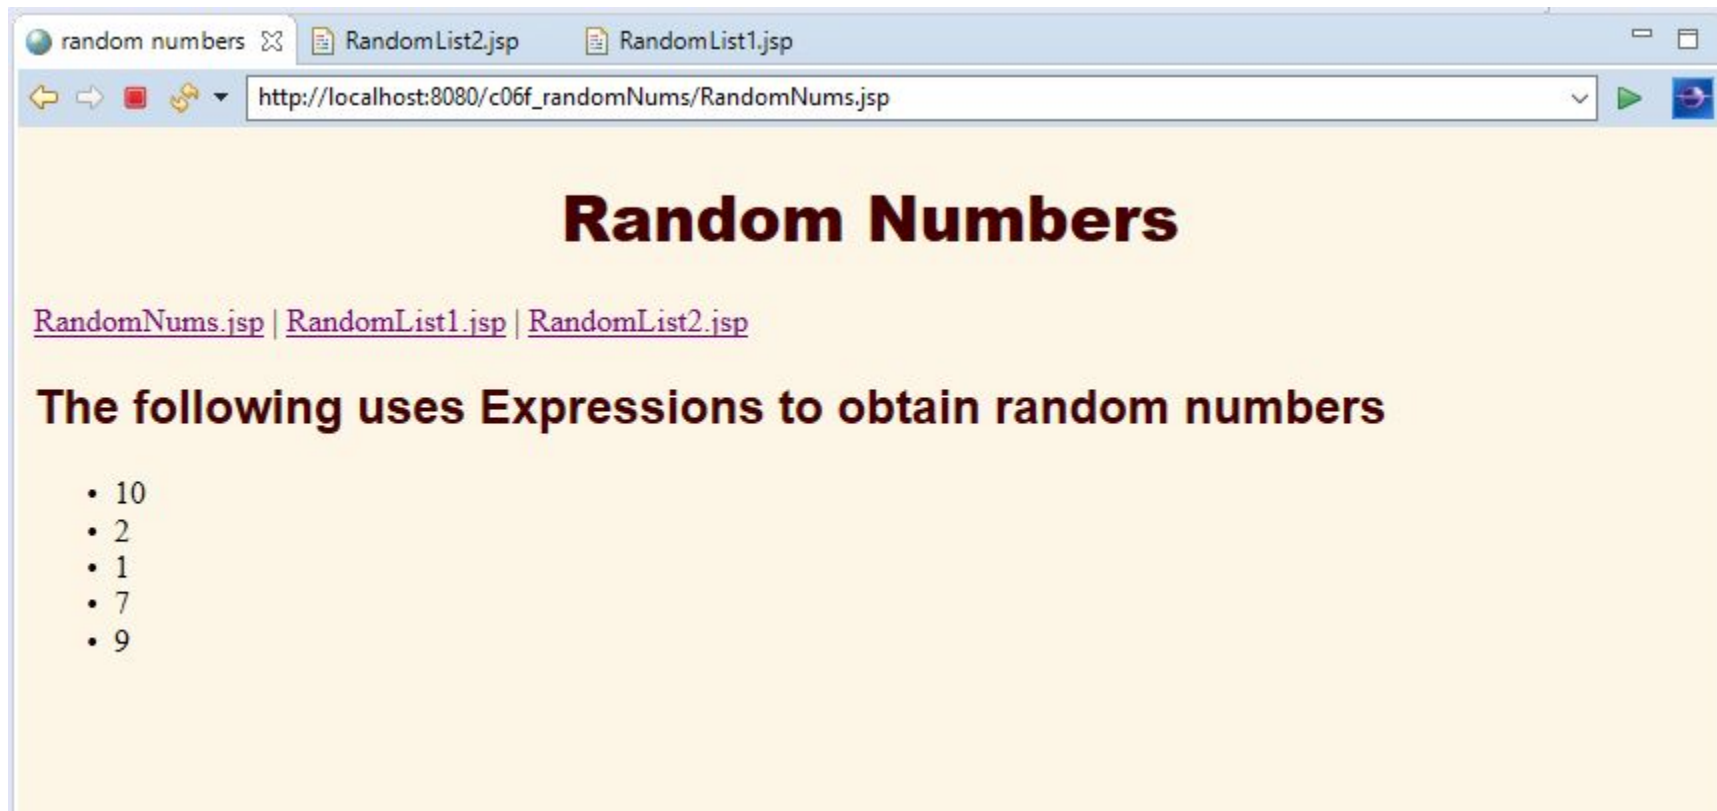 random numbers RandomList2.jsp RandomList1.jsp
http://localhost:8080/c06f_randomNums/RandomNums.jsp
Random Numbers
RandomNums.jsp | RandomList1.jsp | RandomList2.jsp
The following uses Expressions to obtain random numbers
• 10
• 2
• 1
• 7
• 9